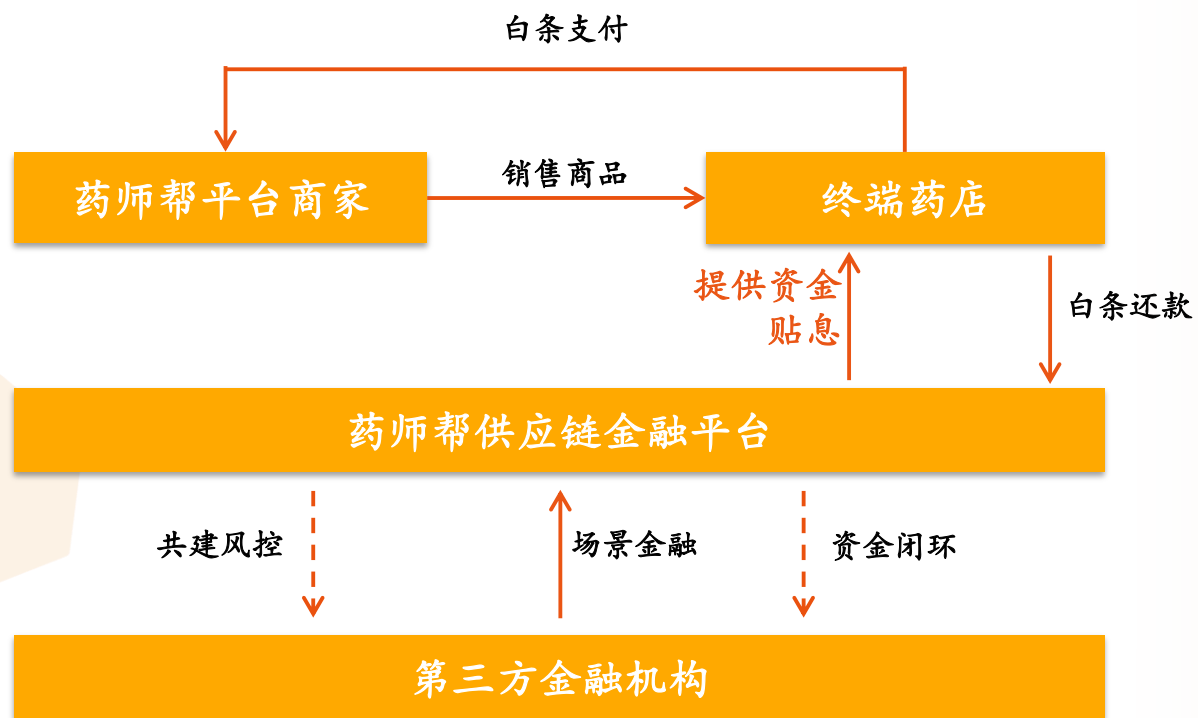 白条支付
药师帮平台商家
销售商品
终端药店
提供资金
贴息
白条还款
药师帮供应链金融平台
共建风控
场景金融
资金闭环
第三方金融机构